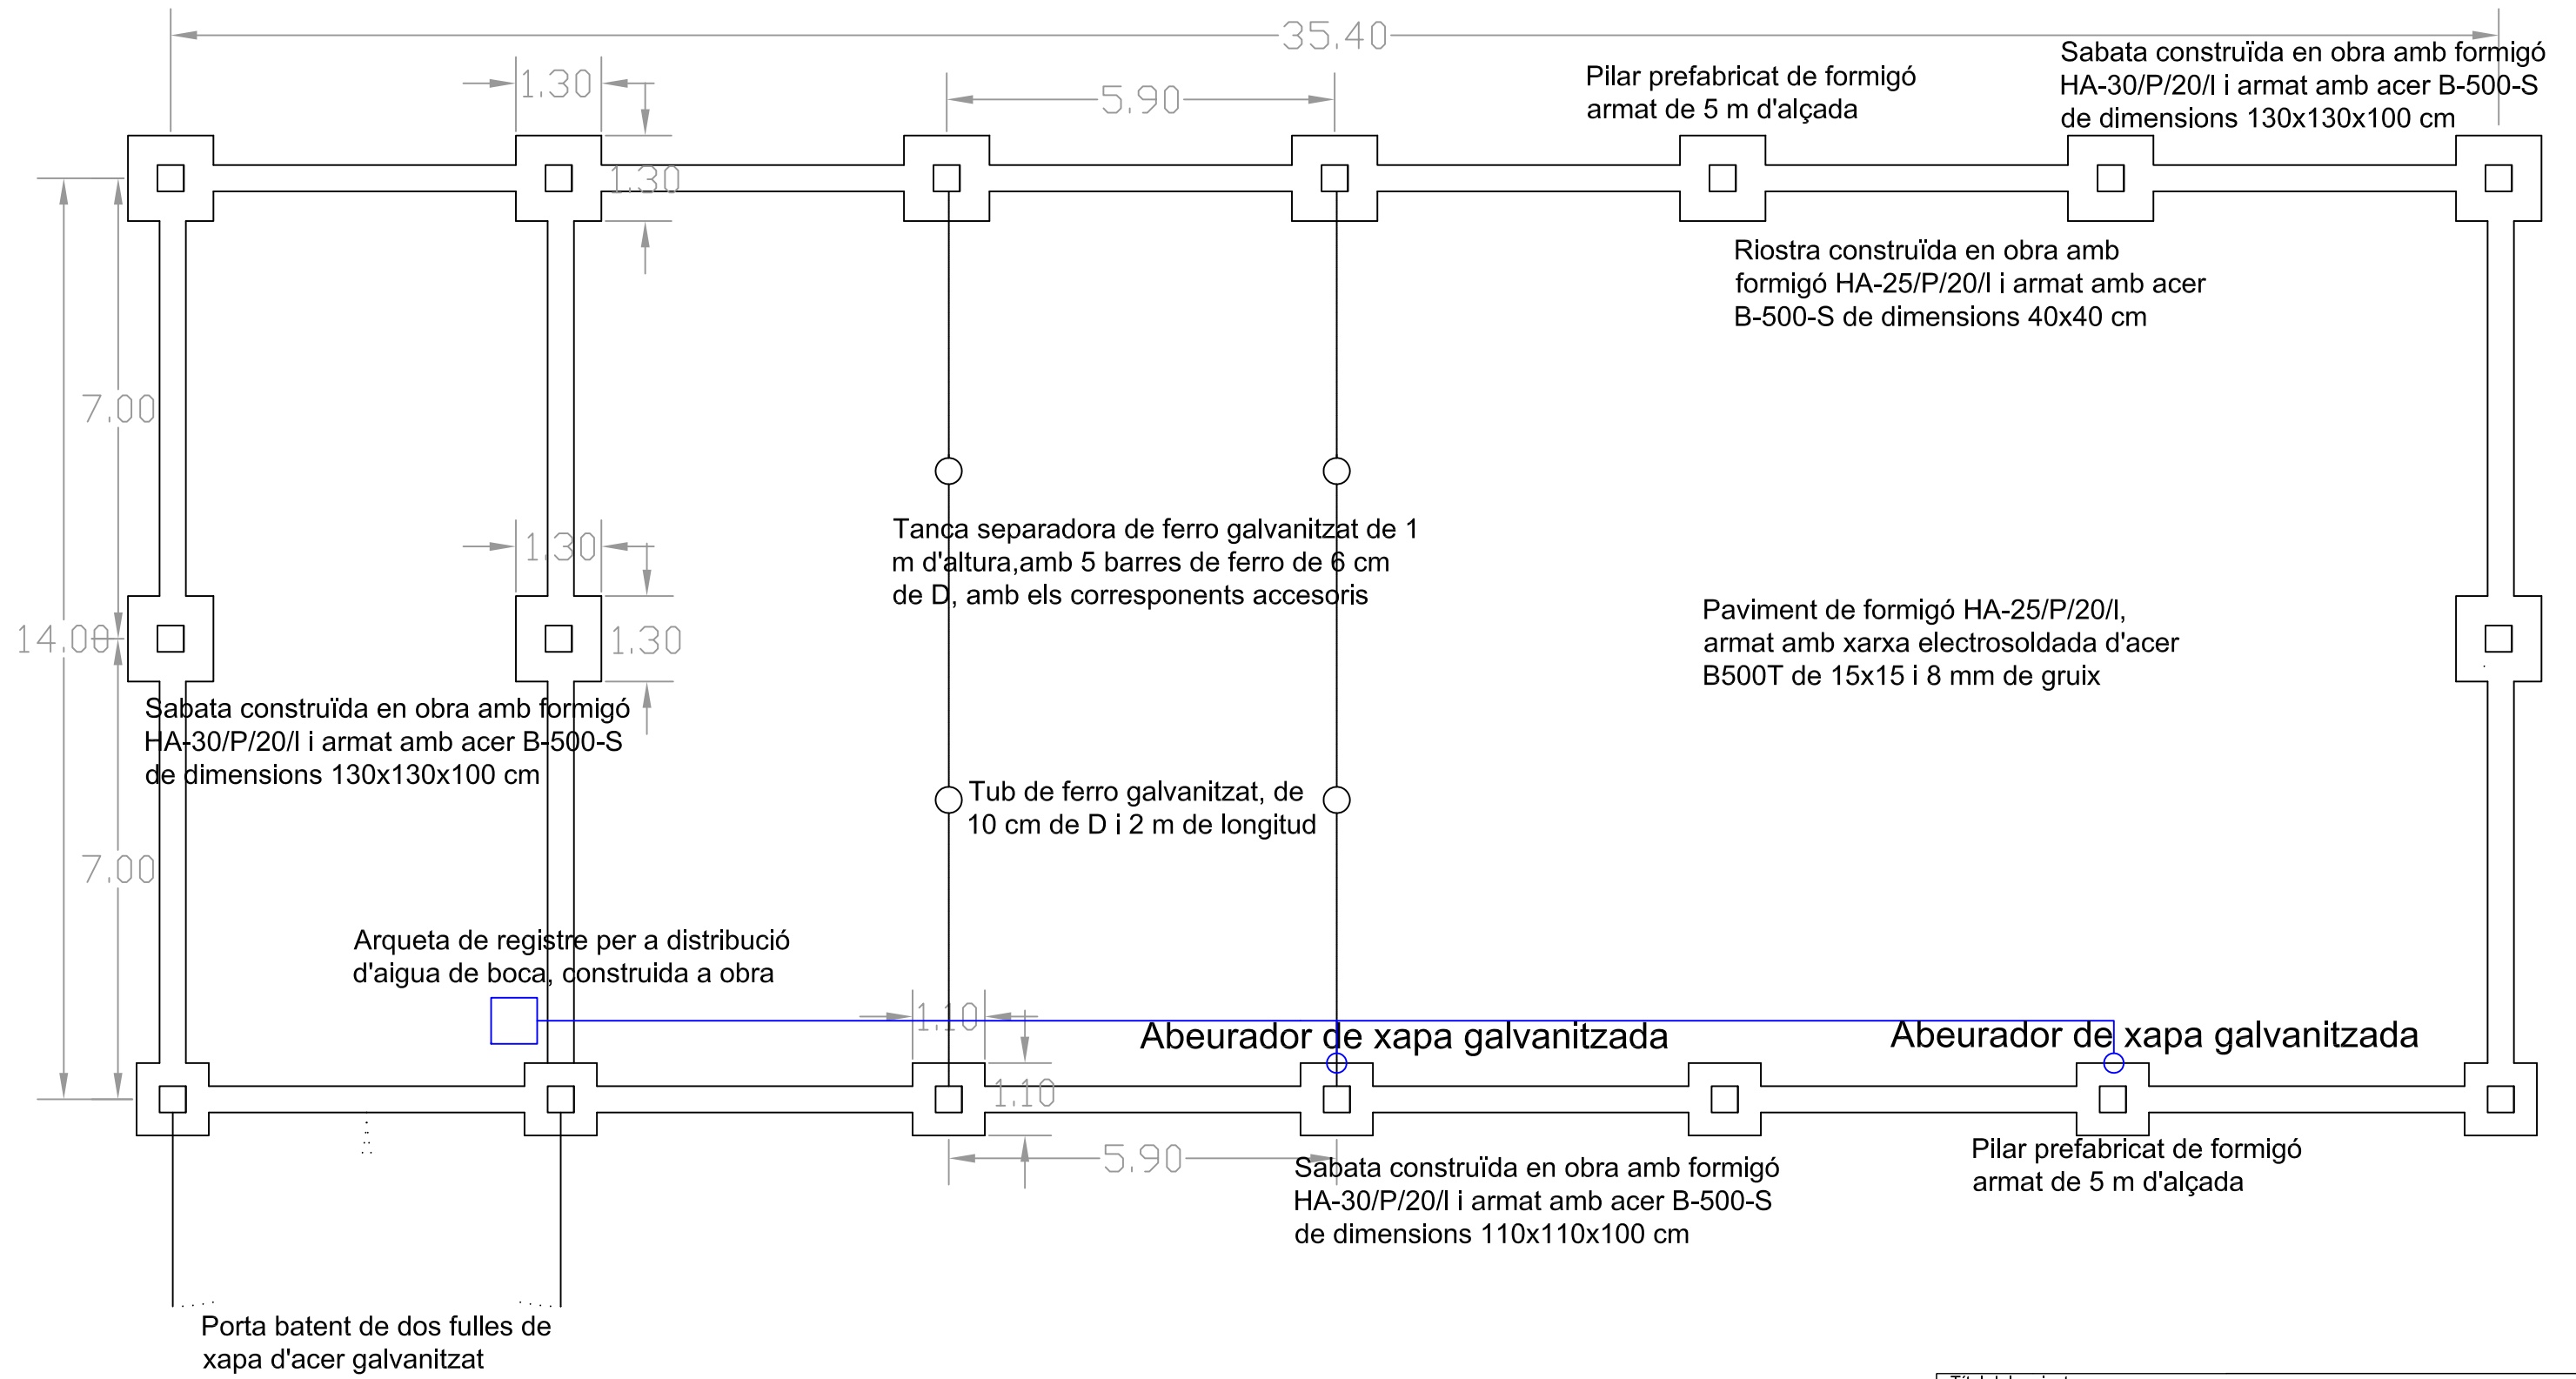 35.40
Sabata construïda en obra amb formigó
HA-30/P/20/I i armat amb acer B-500-S
de dimensions 130x130x100 cm
Pilar prefabricat de formigó
armat de 5 m d'alçada
1.30
5.90
1.30
Riostra construïda en obra amb
formigó HA-25/P/20/I i armat amb acer
B-500-S de dimensions 40x40 cm
7.00
Tanca separadora de ferro galvanitzat de 1
m d'altura,amb 5 barres de ferro de 6 cm
de D, amb els corresponents accesoris
1.30
Paviment de formigó HA-25/P/20/I,
armat amb xarxa electrosoldada d'acer
B500T de 15x15 i 8 mm de gruix
14.00
1.30
Sabata construïda en obra amb formigó
HA-30/P/20/I i armat amb acer B-500-S
de dimensions 130x130x100 cm
Tub de ferro galvanitzat, de
10 cm de D i 2 m de longitud
7.00
Arqueta de registre per a distribució
d'aigua de boca, construida a obra
1.10
Abeurador de xapa galvanitzada
Abeurador de xapa galvanitzada
1.10
5.90
Sabata construïda en obra amb formigó
HA-30/P/20/I i armat amb acer B-500-S
de dimensions 110x110x100 cm
Pilar prefabricat de formigó
armat de 5 m d'alçada
Porta batent de dos fulles de
xapa d'acer galvanitzat